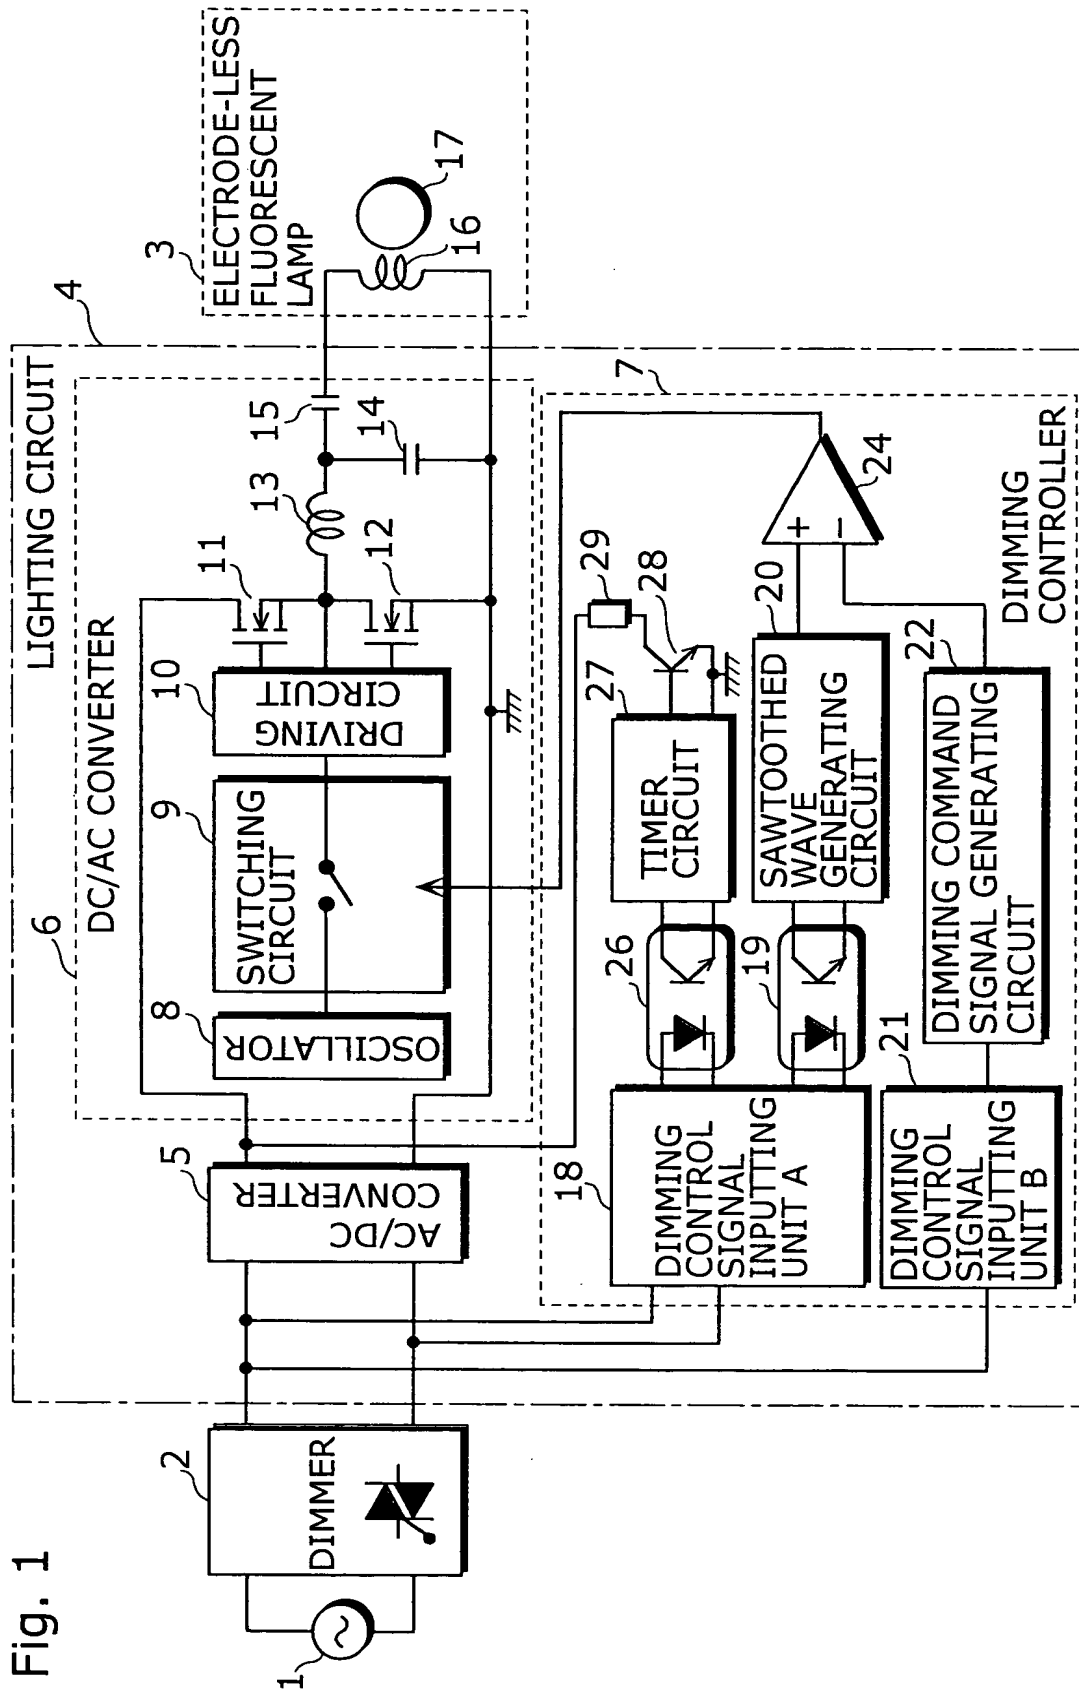 Fig. 1
1
2
DIMMER
LIGHTING CIRCUIT
4
5
AC/DC
CONVERTER
6
DC/AC CONVERTER
8
OSCILLATOR
9
SWITCHING
CIRCUIT
10
DRIVING
CIRCUIT
11
12
13
14
15
3
ELECTRODE-LESS
FLUORESCENT
LAMP
16
17
7
18
DIMMING
CONTROL
SIGNAL
INPUTTING
UNIT A
26
19
27
TIMER
CIRCUIT
28
29
20
SAWTOOTHED
WAVE
GENERATING
CIRCUIT
21
DIMMING
CONTROL
SIGNAL
INPUTTING
UNIT B
22
DIMMING COMMAND
SIGNAL GENERATING
CIRCUIT
+
−
24
DIMMING
CONTROLLER